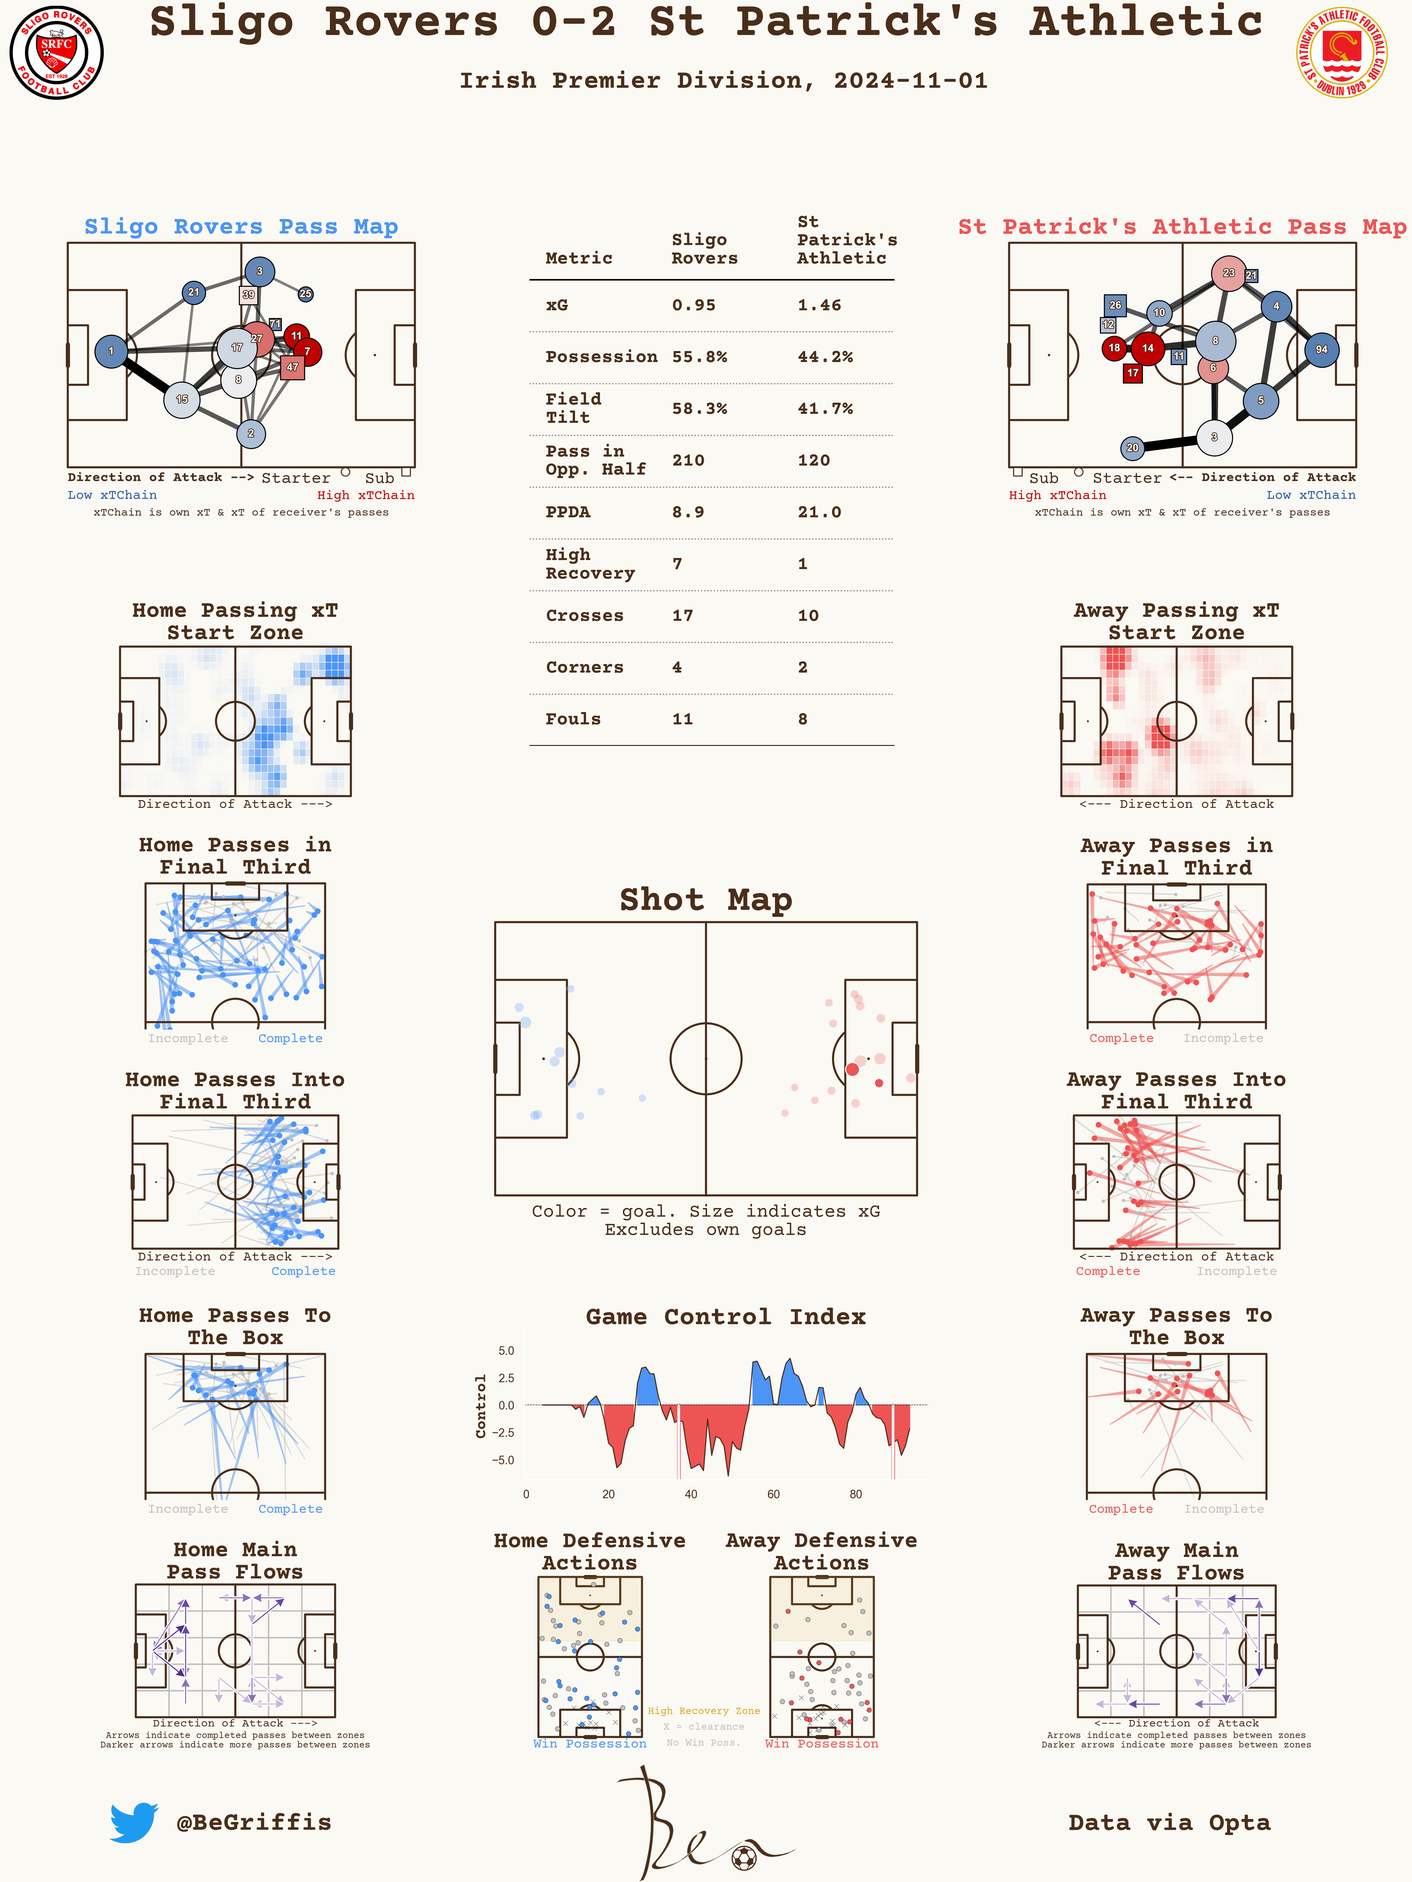 Sligo Rovers 0-2 St Patrick's Athletic
Irish Premier Division, 2024-11-01
SLIGO ROVERS
SRFC
EST 1928
FOOTBALL CLUB
ST PATRICK'S ATHLETIC FOOTBALL CLUB
DUBLIN 1929
Sligo Rovers Pass Map
3
21
39
25
71
27
11
17
7
1
47
8
15
2
Direction of Attack --> Starter Sub
Low xTChain High xTChain
xTChain is own xT & xT of receiver's passes
Metric Sligo Rovers St Patrick's Athletic
xG 0.95 1.46
Possession 55.8% 44.2%
Field Tilt 58.3% 41.7%
Pass in Opp. Half 210 120
PPDA 8.9 21.0
High Recovery 7 1
Crosses 17 10
Corners 4 2
Fouls 11 8
St Patrick's Athletic Pass Map
23
21
26
4
10
12
8
18
14
11
94
6
17
5
3
20
Sub Starter <-- Direction of Attack
High xTChain Low xTChain
xTChain is own xT & xT of receiver's passes
Home Passing xT
Start Zone
Direction of Attack --->
Away Passing xT
Start Zone
<--- Direction of Attack
Home Passes in
Final Third
Incomplete Complete
Away Passes in
Final Third
Complete Incomplete
Shot Map
Color = goal. Size indicates xG
Excludes own goals
Home Passes Into
Final Third
Direction of Attack --->
Incomplete Complete
Away Passes Into
Final Third
<--- Direction of Attack
Complete Incomplete
Home Passes To
The Box
Incomplete Complete
Game Control Index
Control
5.0
2.5
0.0
−2.5
−5.0
0 20 40 60 80
Away Passes To
The Box
Complete Incomplete
Home Main
Pass Flows
Direction of Attack --->
Arrows indicate completed passes between zones
Darker arrows indicate more passes between zones
Home Defensive
Actions
Win Possession
High Recovery Zone
X = clearance
No Win Poss.
Away Defensive
Actions
Win Possession
Away Main
Pass Flows
<--- Direction of Attack
Arrows indicate completed passes between zones
Darker arrows indicate more passes between zones
@BeGriffis
Ben
Data via Opta